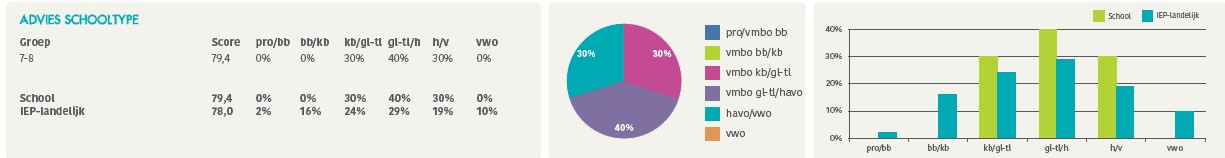 ADVIES SCHOOLTYPE
Groep Score pro/bb bb/kb kb/gl-tl gl-tl/h h/v vwo
7-8 79,4 0% 0% 30% 40% 30% 0%
School 79,4 0% 0% 30% 40% 30% 0%
IEP-landelijk 78,0 2% 16% 24% 29% 19% 10%
30% 30%
40%
pro/vmbo bb
vmbo bb/kb
vmbo kb/gl-tl
vmbo gl-tl/havo
havo/vwo
vwo
School IEP-landelijk
40%
30%
20%
10%
0%
pro/bb bb/kb kb/gl-tl gl-tl/h h/v vwo